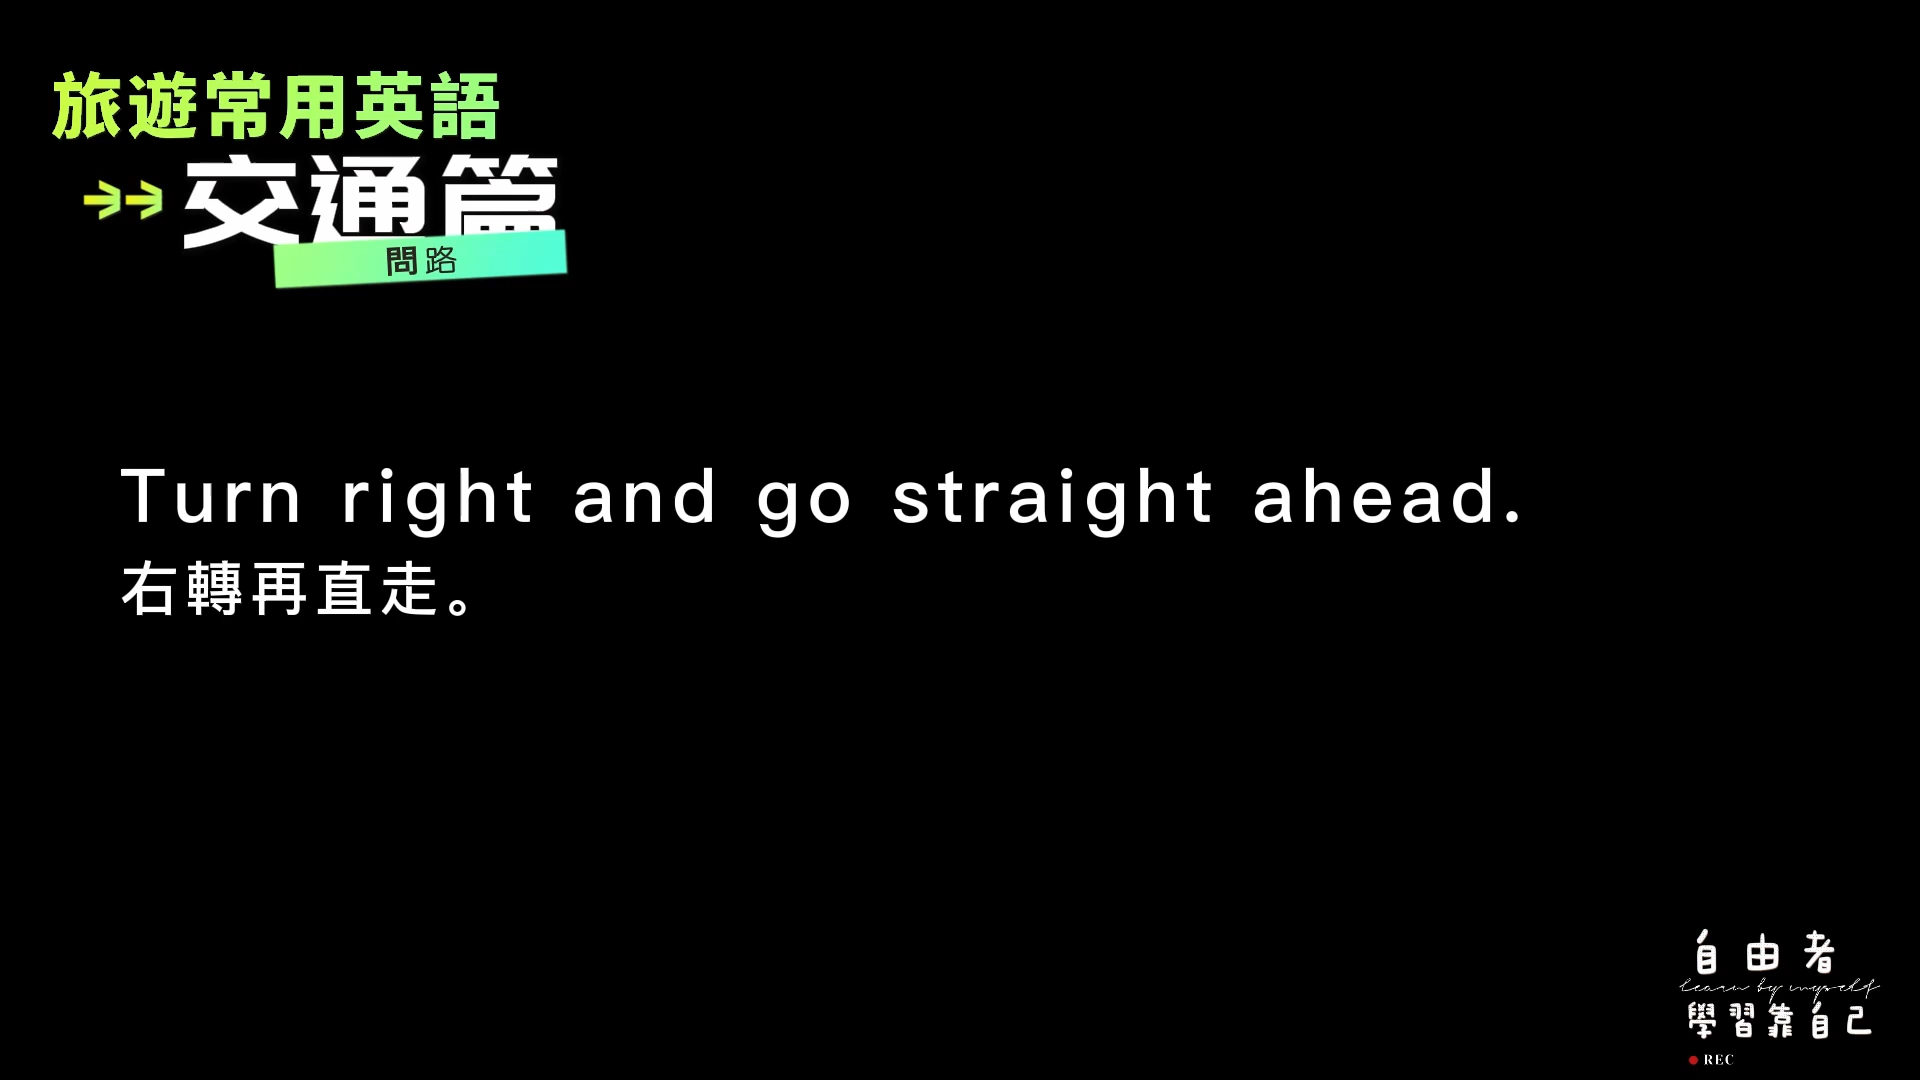 旅遊常用英語
交通篇
問路
Turn right and go straight ahead.
右轉再直走。
自由者
learn by myself
學習靠自己
REC